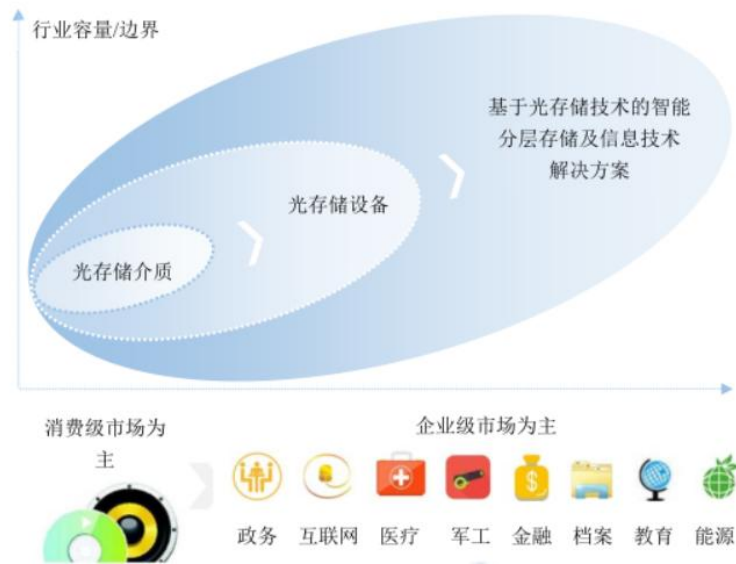 行业容量/边界
基于光存储技术的智能
分层存储及信息技术
解决方案
光存储设备
光存储介质
消费级市场为
主
企业级市场为主
政务 互联网 医疗 军工 金融 档案 教育 能源